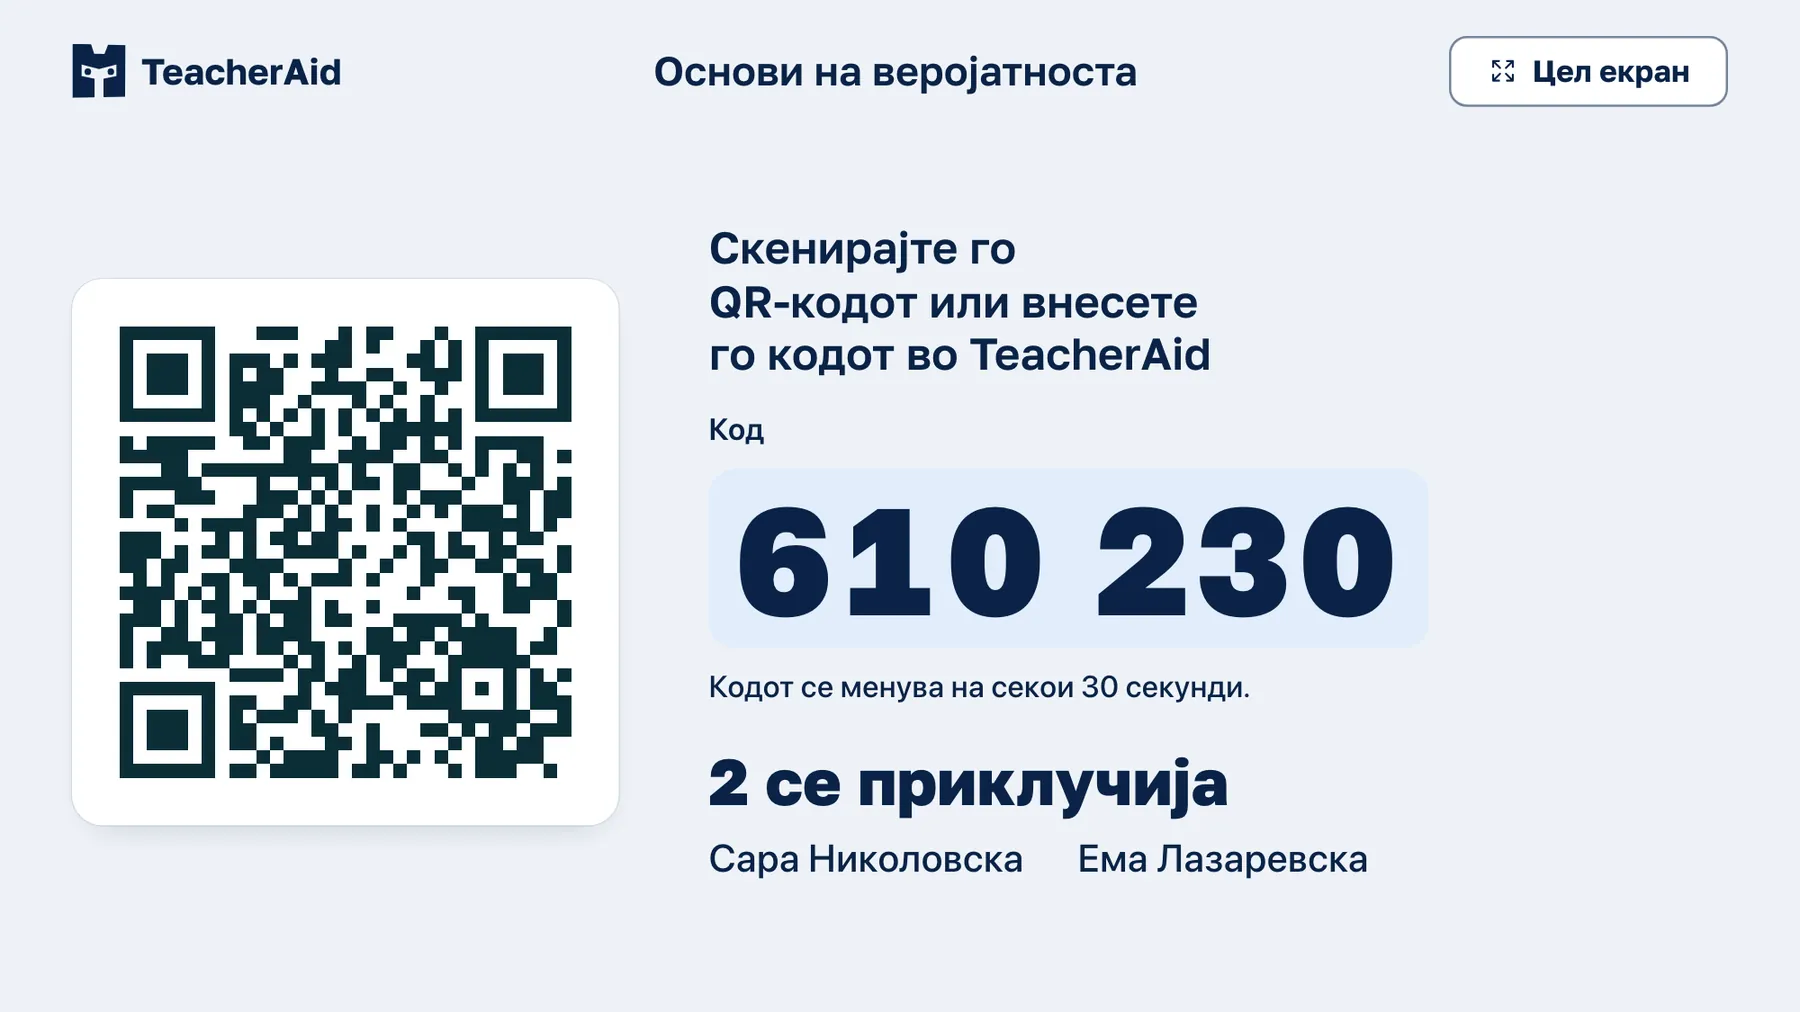 TeacherAid
Основи на веројатноста
Цел екран
Скенирајте го
QR-кодот или внесете
го кодот во TeacherAid
Код
610 230
Кодот се менува на секои 30 секунди.
2 се приклучија
Сара Николовска Ема Лазаревска